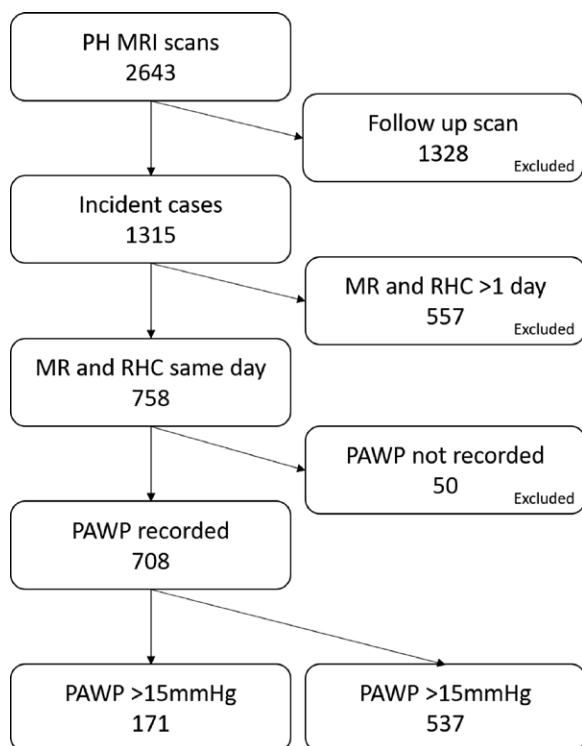 PH MRI scans
2643
Follow up scan
1328
Excluded
Incident cases
1315
MR and RHC >1 day
557
Excluded
MR and RHC same day
758
PAWP not recorded
50
Excluded
PAWP recorded
708
PAWP >15mmHg
171
PAWP >15mmHg
537